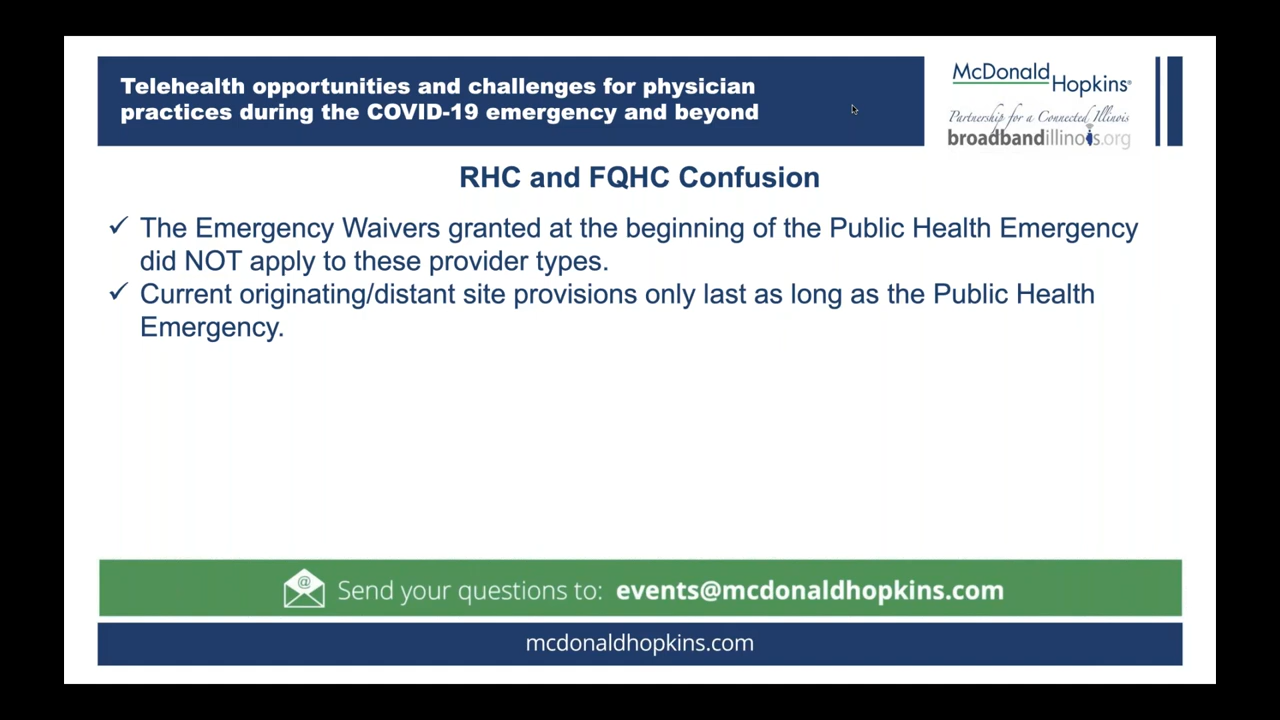 Telehealth opportunities and challenges for physician
practices during the COVID-19 emergency and beyond
McDonald
Hopkins®
Partnership for a Connected Illinois
broadbandillinois.org
RHC and FQHC Confusion
✓ The Emergency Waivers granted at the beginning of the Public Health Emergency
did NOT apply to these provider types.
✓ Current originating/distant site provisions only last as long as the Public Health
Emergency.
@
Send your questions to: events@mcdonaldhopkins.com
mcdonaldhopkins.com